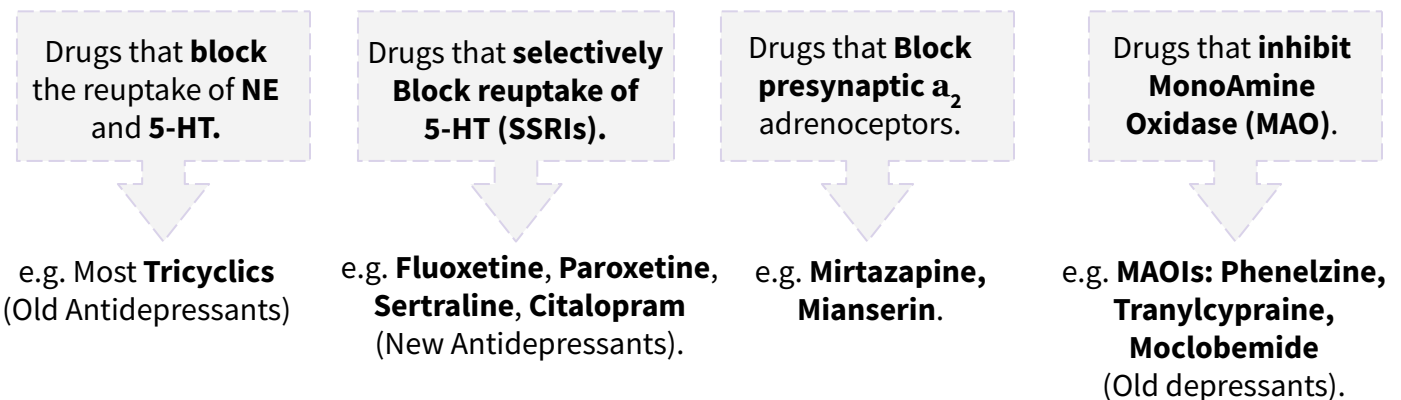 Drugs that block
the reuptake of NE
and 5-HT.
e.g. Most Tricyclics
(Old Antidepressants)
Drugs that selectively
Block reuptake of
5-HT (SSRIs).
e.g. Fluoxetine, Paroxetine,
Sertraline, Citalopram
(New Antidepressants).
Drugs that Block
presynaptic a₂
adrenoceptors.
e.g. Mirtazapine,
Mianserin.
Drugs that inhibit
MonoAmine
Oxidase (MAO).
e.g. MAOIs: Phenelzine,
Tranylcypraine,
Moclobemide
(Old depressants).